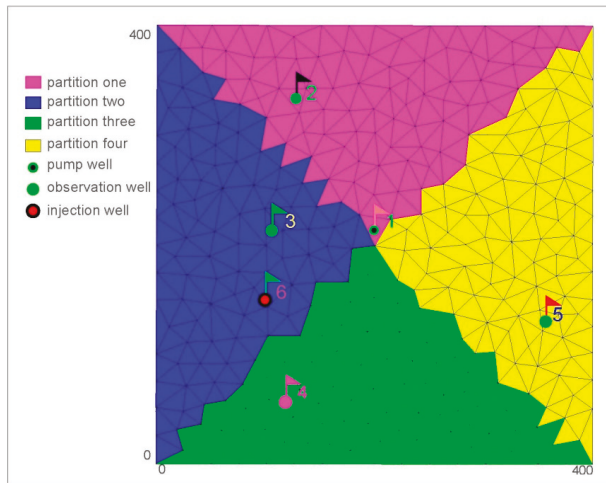 400
partition one
partition two
partition three
partition four
pump well
observation well
injection well
2
3
1
6
5
4
0
0
400